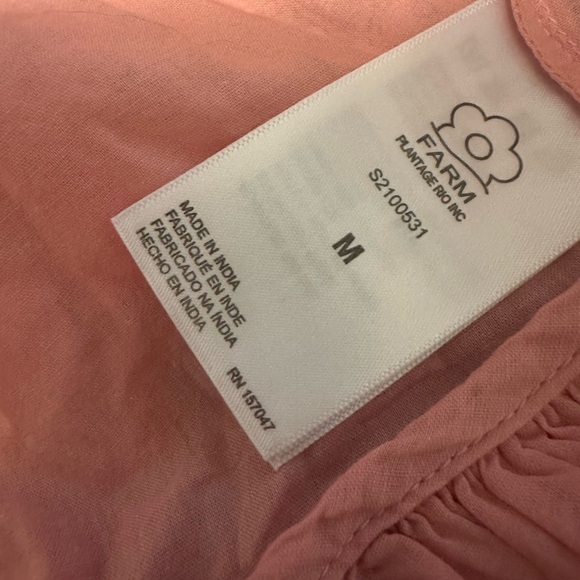 FARM
PLANTAGE RIO INC
S2100531
M
MADE IN INDIA
FABRIQUÉ EN INDE
FABRICADO NA ÍNDIA
HECHO EN INDIA
RN 157047